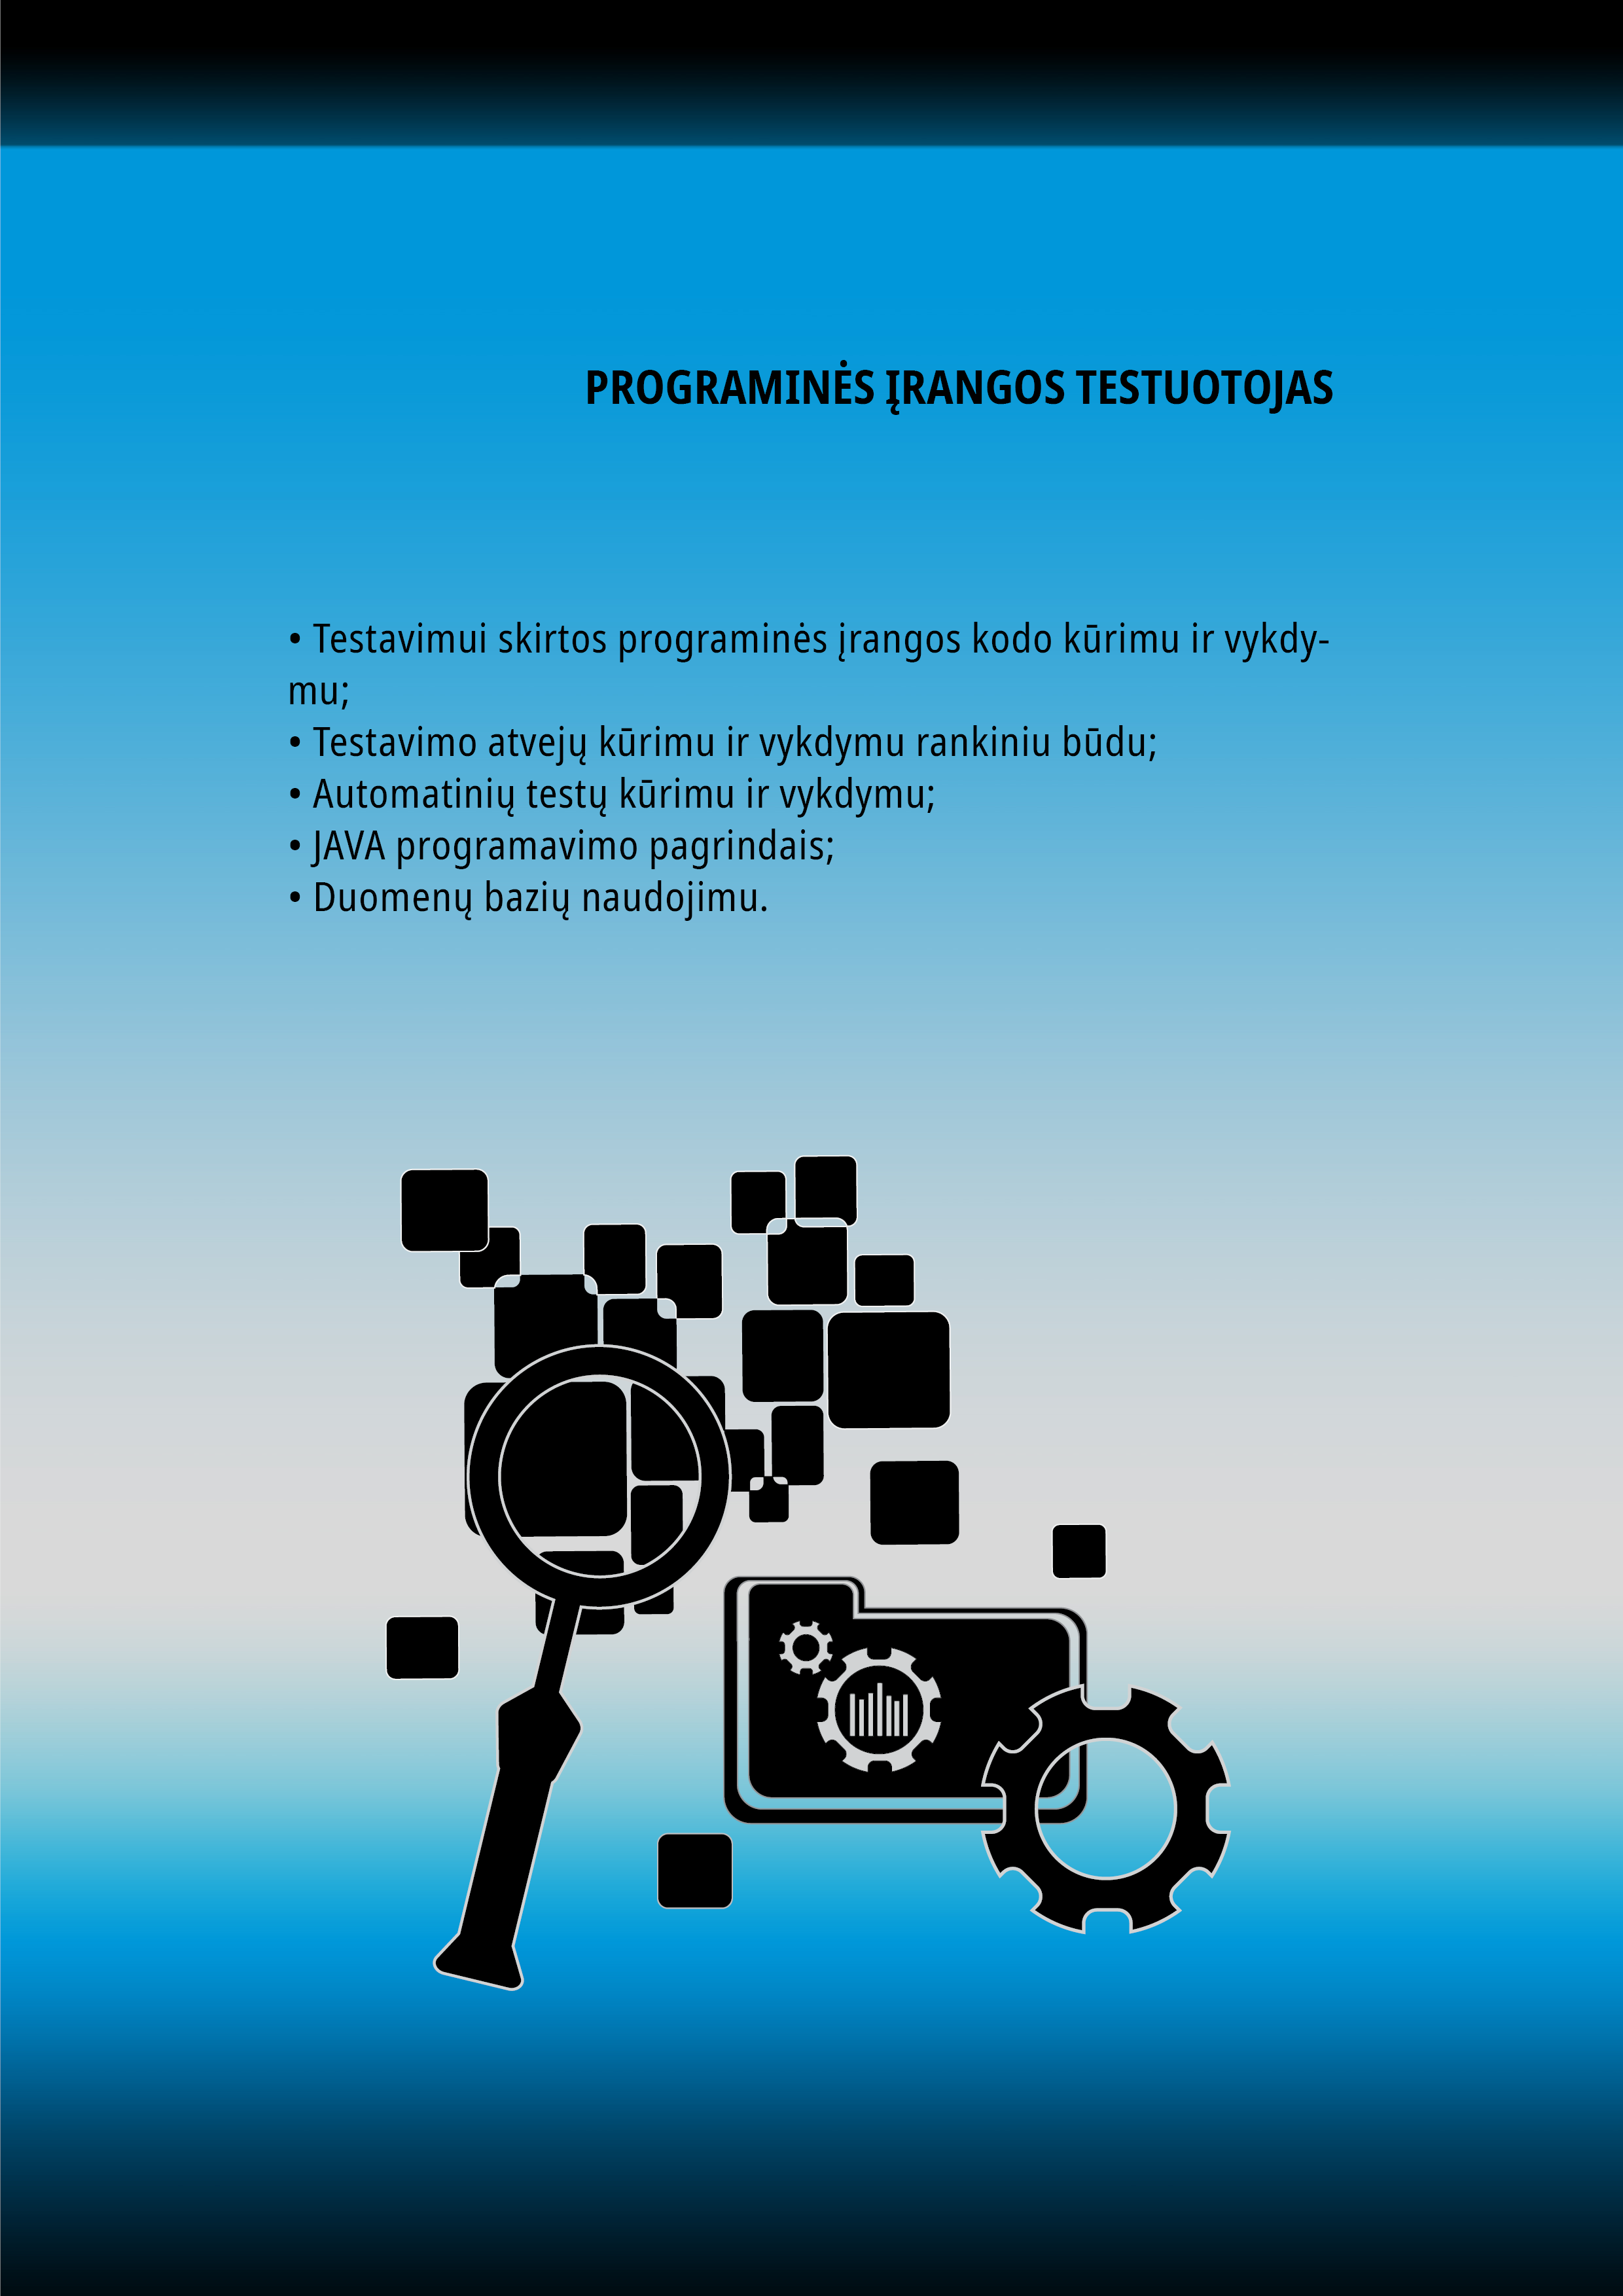 PROGRAMINĖS ĮRANGOS TESTUOTOJAS
• Testavimui skirtos programinės įrangos kodo kūrimu ir vykdy-
mu;
• Testavimo atvejų kūrimu ir vykdymu rankiniu būdu;
• Automatinių testų kūrimu ir vykdymu;
• JAVA programavimo pagrindais;
• Duomenų bazių naudojimu.